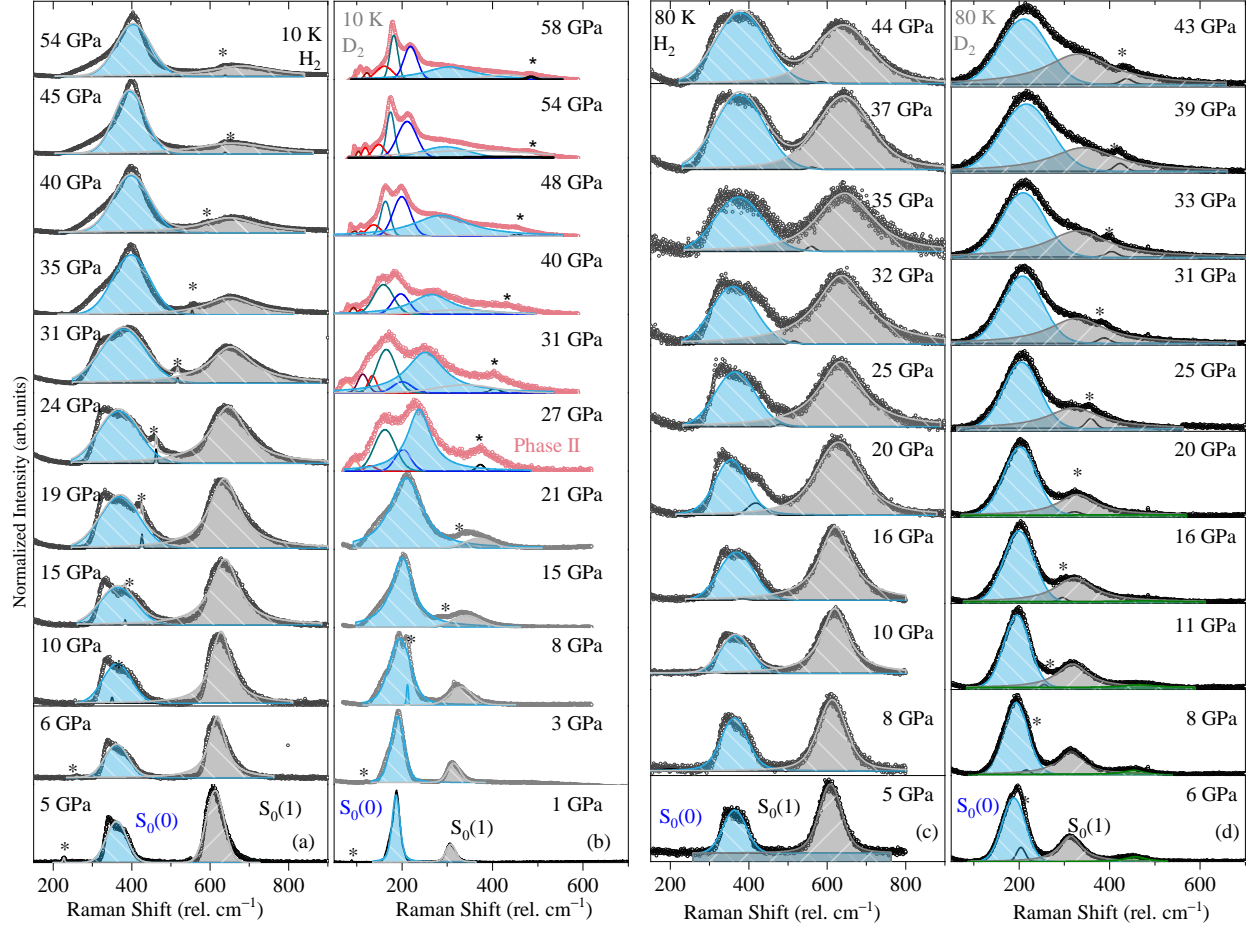 Normalized Intensity (arb.units)
10 K
H₂
54 GPa
*
45 GPa
*
40 GPa
*
35 GPa
*
31 GPa
*
24 GPa
*
19 GPa
*
15 GPa
*
10 GPa
*
6 GPa
*
5 GPa
*
S₀(0)
S₀(1)
(a)
200 400 600 800
Raman Shift (rel. cm⁻¹)
10 K
D₂
58 GPa
*
54 GPa
*
48 GPa
*
40 GPa
*
31 GPa
*
27 GPa
*
Phase II
21 GPa
*
15 GPa
*
8 GPa
*
3 GPa
*
1 GPa
*
S₀(0)
S₀(1)
(b)
200 400 600
Raman Shift (rel. cm⁻¹)
80 K
H₂
44 GPa
37 GPa
35 GPa
32 GPa
25 GPa
20 GPa
16 GPa
10 GPa
8 GPa
5 GPa
S₀(0)
S₀(1)
(c)
200 400 600 800
Raman Shift (rel. cm⁻¹)
80 K
D₂
43 GPa
*
39 GPa
*
33 GPa
*
31 GPa
*
25 GPa
*
20 GPa
*
16 GPa
*
11 GPa
*
8 GPa
*
6 GPa
*
S₀(0)
S₀(1)
(d)
200 400 600
Raman Shift (rel. cm⁻¹)